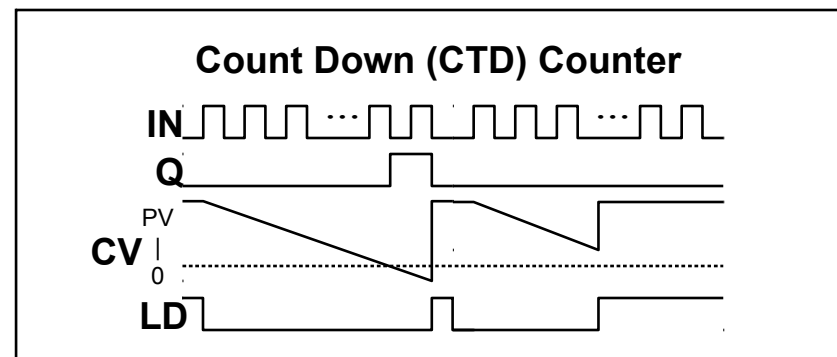 Count Down (CTD) Counter
IN
...
...
Q
PV
CV |
0
LD